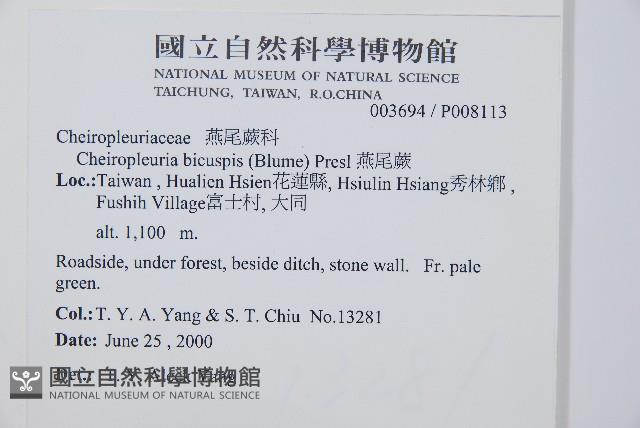 國立自然科學博物館
NATIONAL MUSEUM OF NATURAL SCIENCE
TAICHUNG, TAIWAN, R.O.CHINA
003694 / P008113
Cheiropleuriaceae 燕尾蕨科
Cheiropleuria bicuspis (Blume) Presl 燕尾蕨
Loc.:Taiwan , Hualien Hsien花蓮縣, Hsiulin Hsiang秀林鄉 ,
Fushih Village富士村, 大同
alt. 1,100 m.
Roadside, under forest, beside ditch, stone wall. Fr. pale
green.
Col.: T. Y. A. Yang & S. T. Chiu No.13281
Date: June 25 , 2000
Det.:
國立自然科學博物館
NATIONAL MUSEUM OF NATURAL SCIENCE